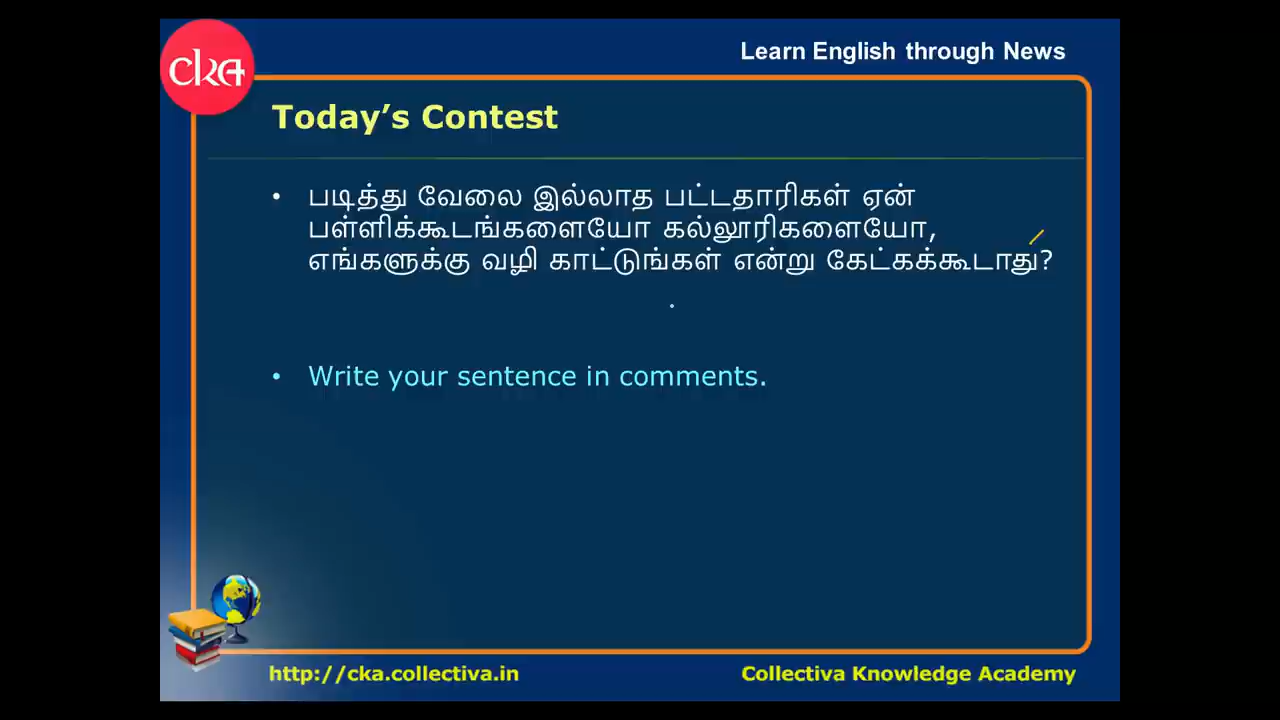 cka
Learn English through News
Today's Contest
• படித்து வேலை இல்லாத பட்டதாரிகள் ஏன்
பள்ளிக்கூடங்களையோ கல்லூரிகளையோ,
எங்களுக்கு வழி காட்டுங்கள் என்று கேட்கக்கூடாது?
• Write your sentence in comments.
http://cka.collectiva.in
Collectiva Knowledge Academy